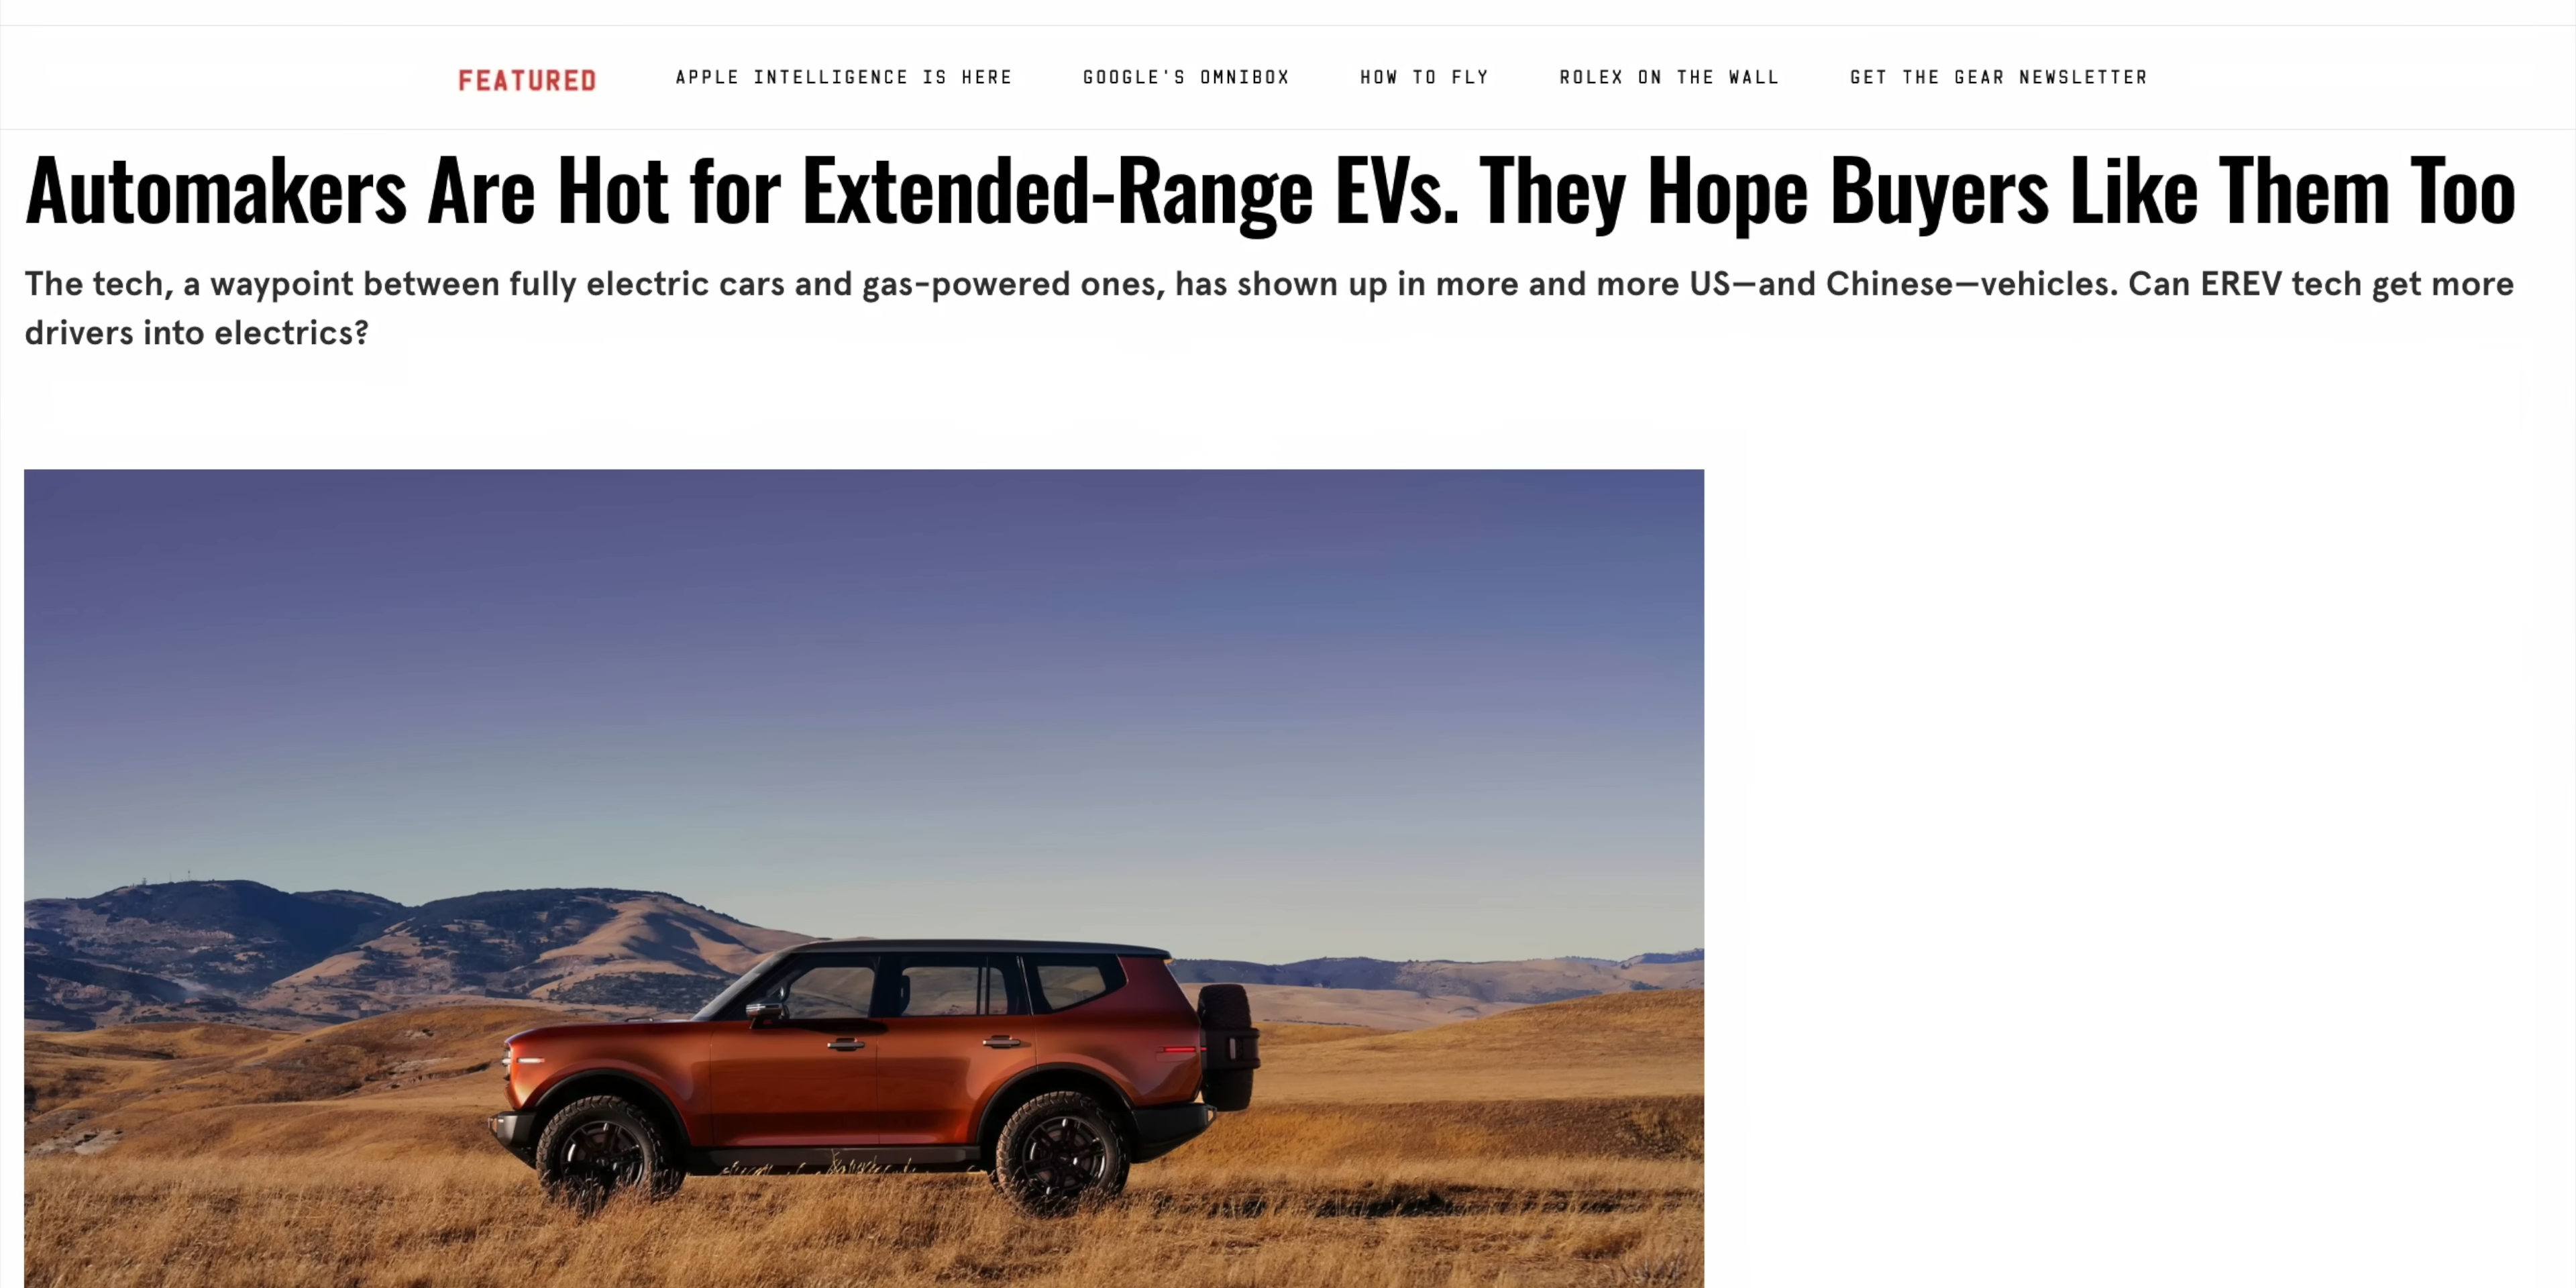 FEATURED APPLE INTELLIGENCE IS HERE GOOGLE'S OMNIBOX HOW TO FLY ROLEX ON THE WALL GET THE GEAR NEWSLETTER
Automakers Are Hot for Extended-Range EVs. They Hope Buyers Like Them Too
The tech, a waypoint between fully electric cars and gas-powered ones, has shown up in more and more US—and Chinese—vehicles. Can EREV tech get more
drivers into electrics?